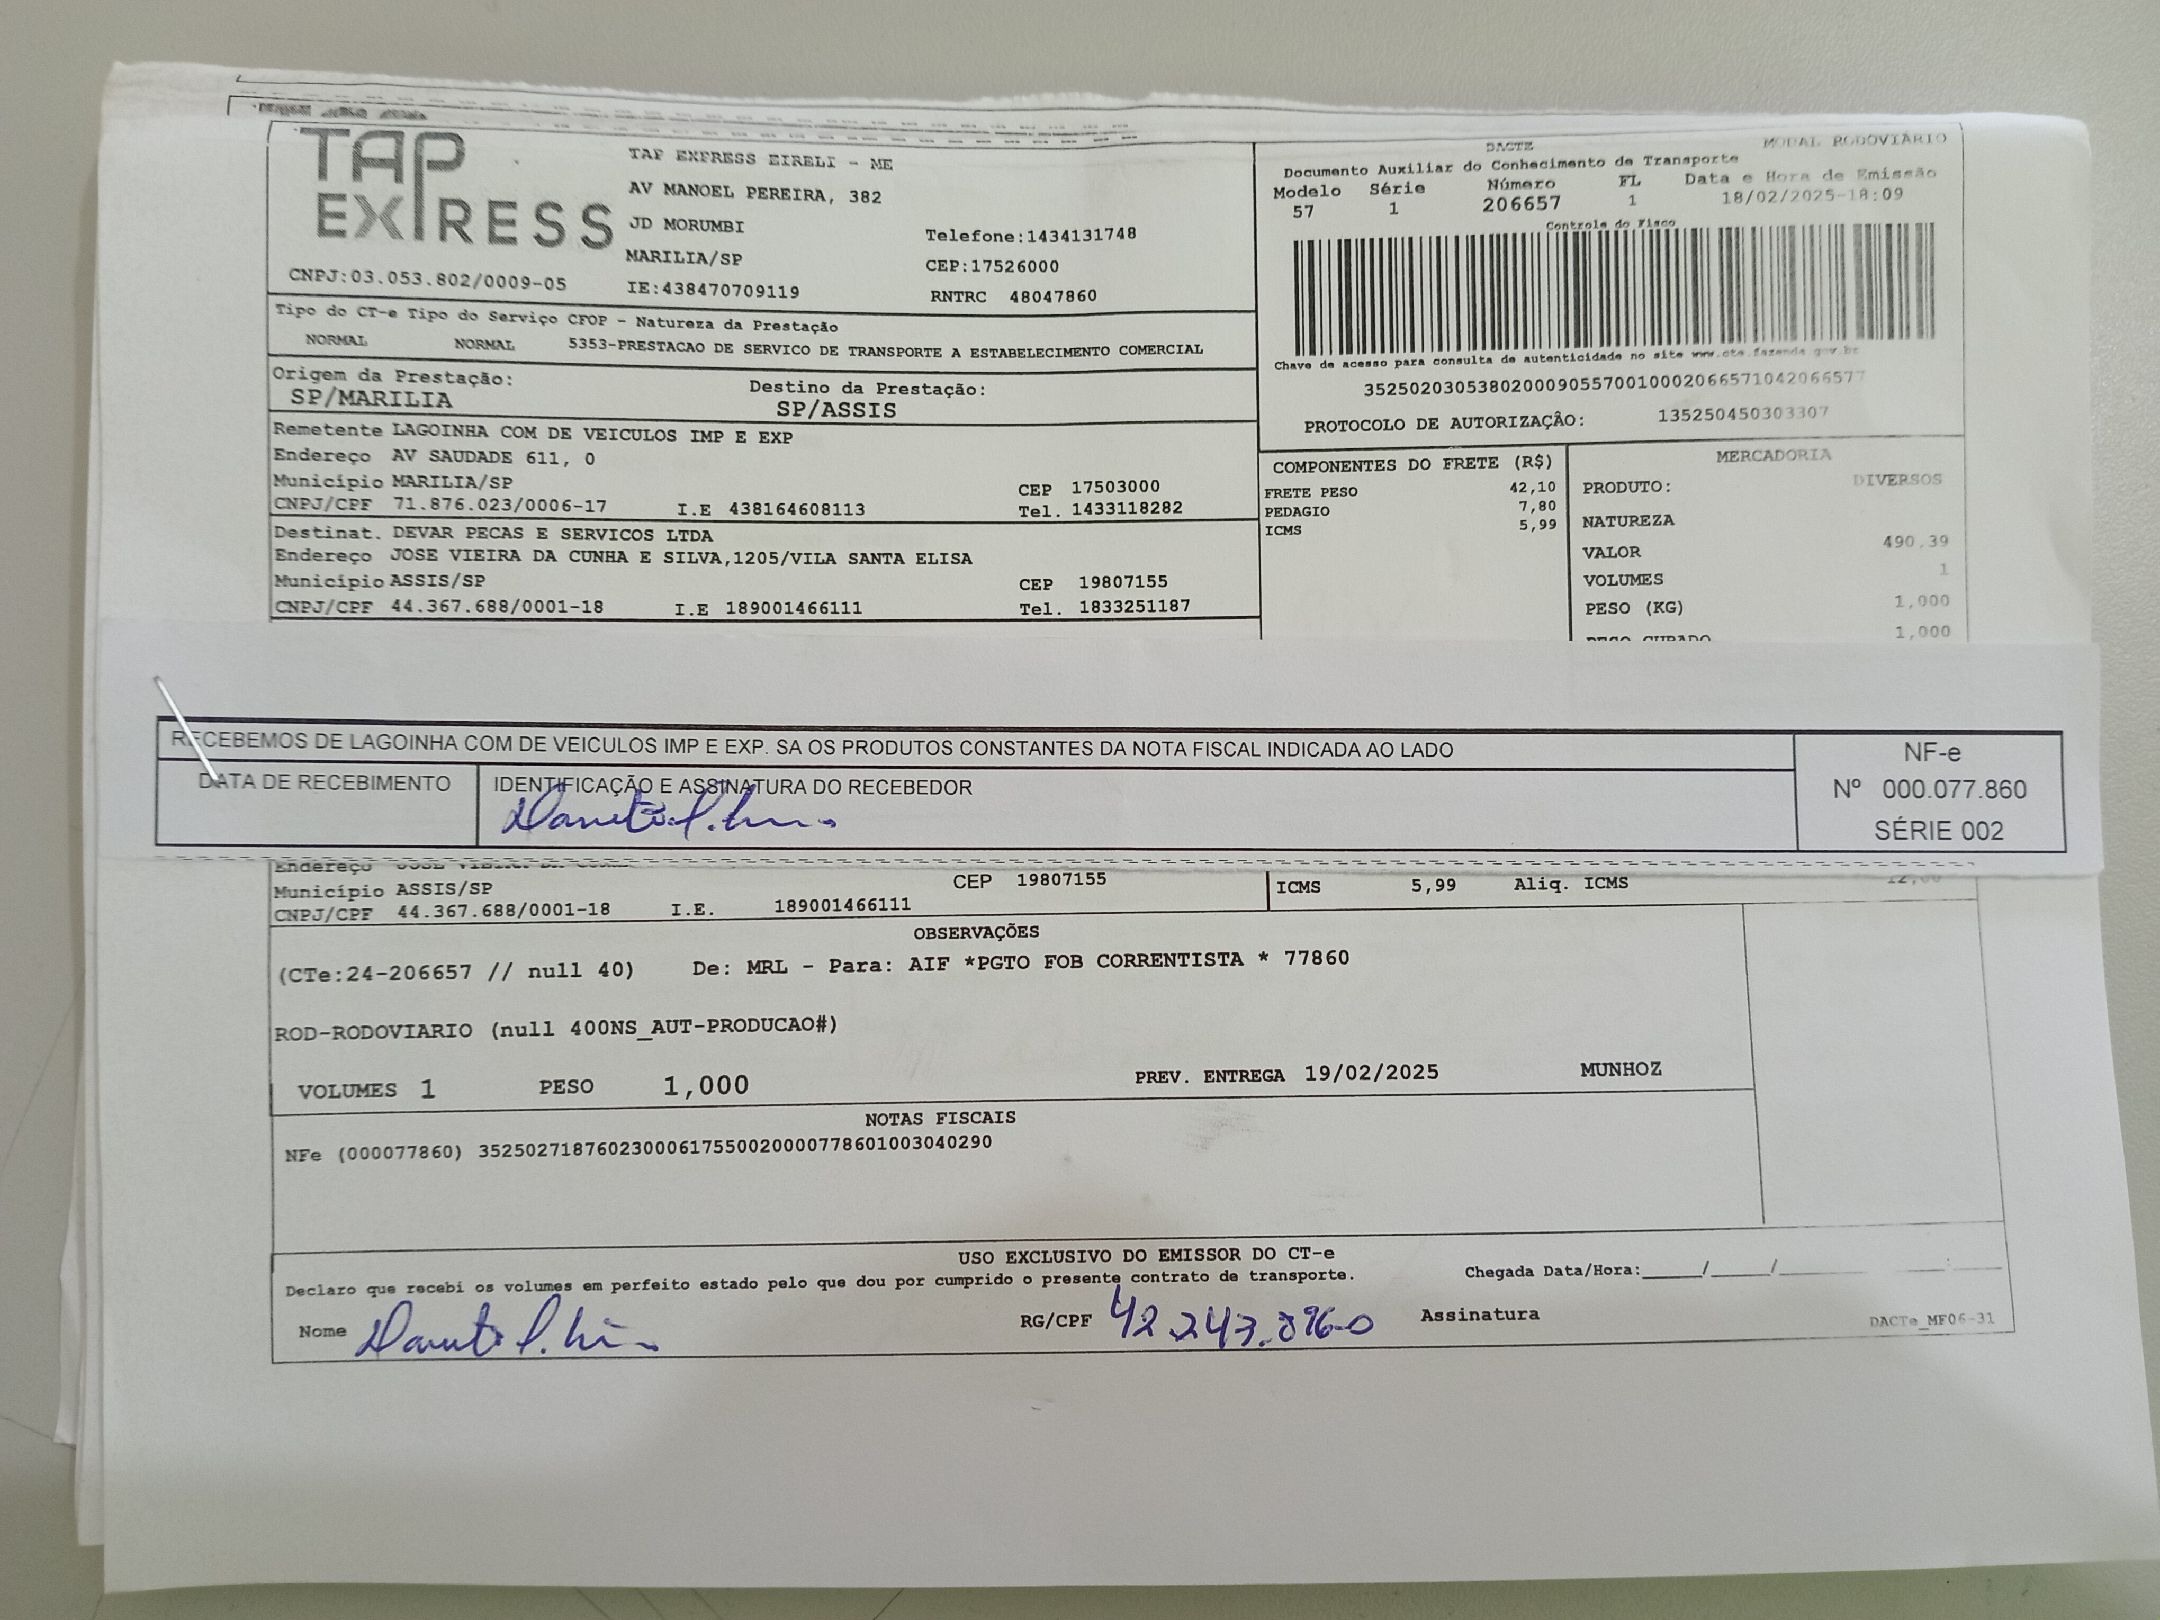 TAP
EXPRESS
CNPJ:03.053.802/0009-05
TAP EXPRESS EIRELI - ME
AV MANOEL PEREIRA, 382
JD MORUMBI
MARILIA/SP
IE:438470709119
Telefone:1434131748
CEP:17526000
RNTRC 48047860
DACTE
MODAL RODOVIÁRIO
Documento Auxiliar do Conhecimento de Transporte
Modelo Série Número FL Data e Hora de Emissão
57 1 206657 1 18/02/2025-18:09
Controle do Fisco
Chave de acesso para consulta de autenticidade no site www.cte.fazenda.gov.br
35250203053802000905570010002066571042066577
PROTOCOLO DE AUTORIZAÇÂO: 135250450303307
Tipo do CT-e Tipo do Serviço CFOP - Natureza da Prestação
NORMAL NORMAL 5353-PRESTACAO DE SERVICO DE TRANSPORTE A ESTABELECIMENTO COMERCIAL
Origem da Prestação: Destino da Prestação:
SP/MARILIA SP/ASSIS
Remetente LAGOINHA COM DE VEICULOS IMP E EXP
Endereço AV SAUDADE 611, 0
Município MARILIA/SP CEP 17503000
CNPJ/CPF 71.876.023/0006-17 I.E 438164608113 Tel. 1433118282
Destinat. DEVAR PECAS E SERVICOS LTDA
Endereço JOSE VIEIRA DA CUNHA E SILVA,1205/VILA SANTA ELISA
Município ASSIS/SP CEP 19807155
CNPJ/CPF 44.367.688/0001-18 I.E 189001466111 Tel. 1833251187
COMPONENTES DO FRETE (R$)
FRETE PESO 42,10
PEDAGIO 7,80
ICMS 5,99
MERCADORIA
PRODUTO: DIVERSOS
NATUREZA
VALOR 490,39
VOLUMES 1
PESO (KG) 1,000
PESO CUBADO 1,000
RECEBEMOS DE LAGOINHA COM DE VEICULOS IMP E EXP. SA OS PRODUTOS CONSTANTES DA NOTA FISCAL INDICADA AO LADO
DATA DE RECEBIMENTO IDENTIFICAÇÃO E ASSINATURA DO RECEBEDOR
NF-e
Nº 000.077.860
SÉRIE 002
Endereço
Município ASSIS/SP CEP 19807155
CNPJ/CPF 44.367.688/0001-18 I.E. 189001466111
ICMS 5,99 Aliq. ICMS 12,00
OBSERVAÇÕES
(CTe:24-206657 // null 40) De: MRL - Para: AIF *PGTO FOB CORRENTISTA * 77860
ROD-RODOVIARIO (null 400NS_AUT-PRODUCAO#)
VOLUMES 1 PESO 1,000 PREV. ENTREGA 19/02/2025 MUNHOZ
NOTAS FISCAIS
NFe (000077860) 35250271876023000617550020000778601003040290
USO EXCLUSIVO DO EMISSOR DO CT-e
Declaro que recebi os volumes em perfeito estado pelo que dou por cumprido o presente contrato de transporte. Chegada Data/Hora:____/____/____ :
Nome RG/CPF 42.243.896-0 Assinatura
DACTe_MF06-31